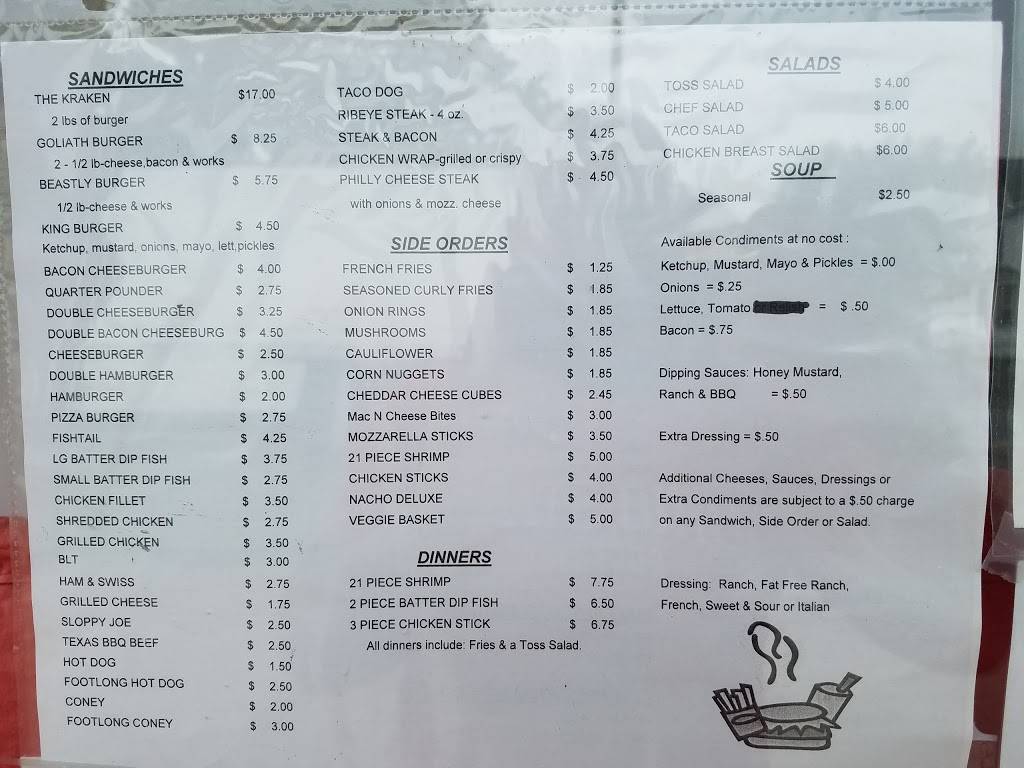 SANDWICHES
THE KRAKEN $17.00
2 lbs of burger
GOLIATH BURGER $ 8.25
2 - 1/2 lb-cheese,bacon & works
BEASTLY BURGER $ 5.75
1/2 lb-cheese & works
KING BURGER $ 4.50
Ketchup, mustard, onions, mayo, lett,pickles
BACON CHEESEBURGER $ 4.00
QUARTER POUNDER $ 2.75
DOUBLE CHEESEBURGER $ 3.25
DOUBLE BACON CHEESEBURG $ 4.50
CHEESEBURGER $ 2.50
DOUBLE HAMBURGER $ 3.00
HAMBURGER $ 2.00
PIZZA BURGER $ 2.75
FISHTAIL $ 4.25
LG BATTER DIP FISH $ 3.75
SMALL BATTER DIP FISH $ 2.75
CHICKEN FILLET $ 3.50
SHREDDED CHICKEN $ 2.75
GRILLED CHICKEN $ 3.50
BLT $ 3.00
HAM & SWISS $ 2.75
GRILLED CHEESE $ 1.75
SLOPPY JOE $ 2.50
TEXAS BBQ BEEF $ 2.50
HOT DOG $ 1.50
FOOTLONG HOT DOG $ 2.50
CONEY $ 2.00
FOOTLONG CONEY $ 3.00
TACO DOG $ 2.00
RIBEYE STEAK - 4 oz. $ 3.50
STEAK & BACON $ 4.25
CHICKEN WRAP-grilled or crispy $ 3.75
PHILLY CHEESE STEAK $ 4.50
with onions & mozz. cheese
SIDE ORDERS
FRENCH FRIES $ 1.25
SEASONED CURLY FRIES $ 1.85
ONION RINGS $ 1.85
MUSHROOMS $ 1.85
CAULIFLOWER $ 1.85
CORN NUGGETS $ 1.85
CHEDDAR CHEESE CUBES $ 2.45
Mac N Cheese Bites $ 3.00
MOZZARELLA STICKS $ 3.50
21 PIECE SHRIMP $ 5.00
CHICKEN STICKS $ 4.00
NACHO DELUXE $ 4.00
VEGGIE BASKET $ 5.00
DINNERS
21 PIECE SHRIMP $ 7.75
2 PIECE BATTER DIP FISH $ 6.50
3 PIECE CHICKEN STICK $ 6.75
All dinners include: Fries & a Toss Salad.
SALADS
TOSS SALAD $ 4.00
CHEF SALAD $ 5.00
TACO SALAD $6.00
CHICKEN BREAST SALAD $6.00
SOUP
Seasonal $2.50
Available Condiments at no cost :
Ketchup, Mustard, Mayo & Pickles = $.00
Onions = $.25
Lettuce, Tomato = $ .50
Bacon = $.75
Dipping Sauces: Honey Mustard,
Ranch & BBQ = $.50
Extra Dressing = $.50
Additional Cheeses, Sauces, Dressings or
Extra Condiments are subject to a $.50 charge
on any Sandwich, Side Order or Salad.
Dressing: Ranch, Fat Free Ranch,
French, Sweet & Sour or Italian